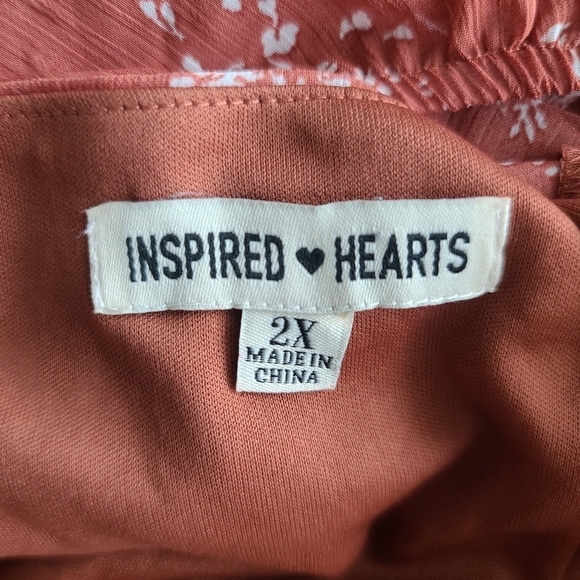 INSPIRED ♥ HEARTS
2X
MADE IN
CHINA